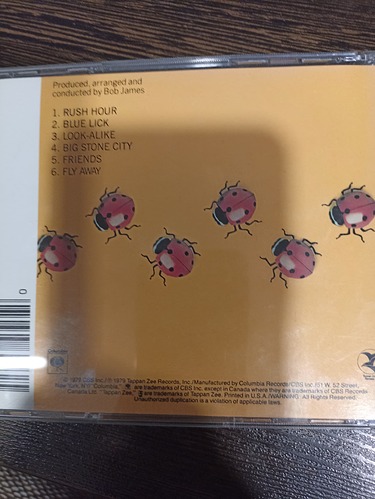 Produced, arranged and
conducted by Bob James
1. RUSH HOUR
2. BLUE LICK
3. LOOK-ALIKE
4. BIG STONE CITY
5. FRIENDS
6. FLY AWAY
0
1979 Tappan Zee Records, Inc./Manufactured by Columbia Records/CBS Inc./51 W. 52 Street,
New York, N.Y. "Columbia," are trademarks of CBS Inc. except in Canada where they are trademarks of CBS Records
Canada Ltd. "Tappan Zee," are trademarks of Tappan Zee. Printed in U.S.A./WARNING: All Rights Reserved.
Unauthorized duplication is a violation of applicable laws.